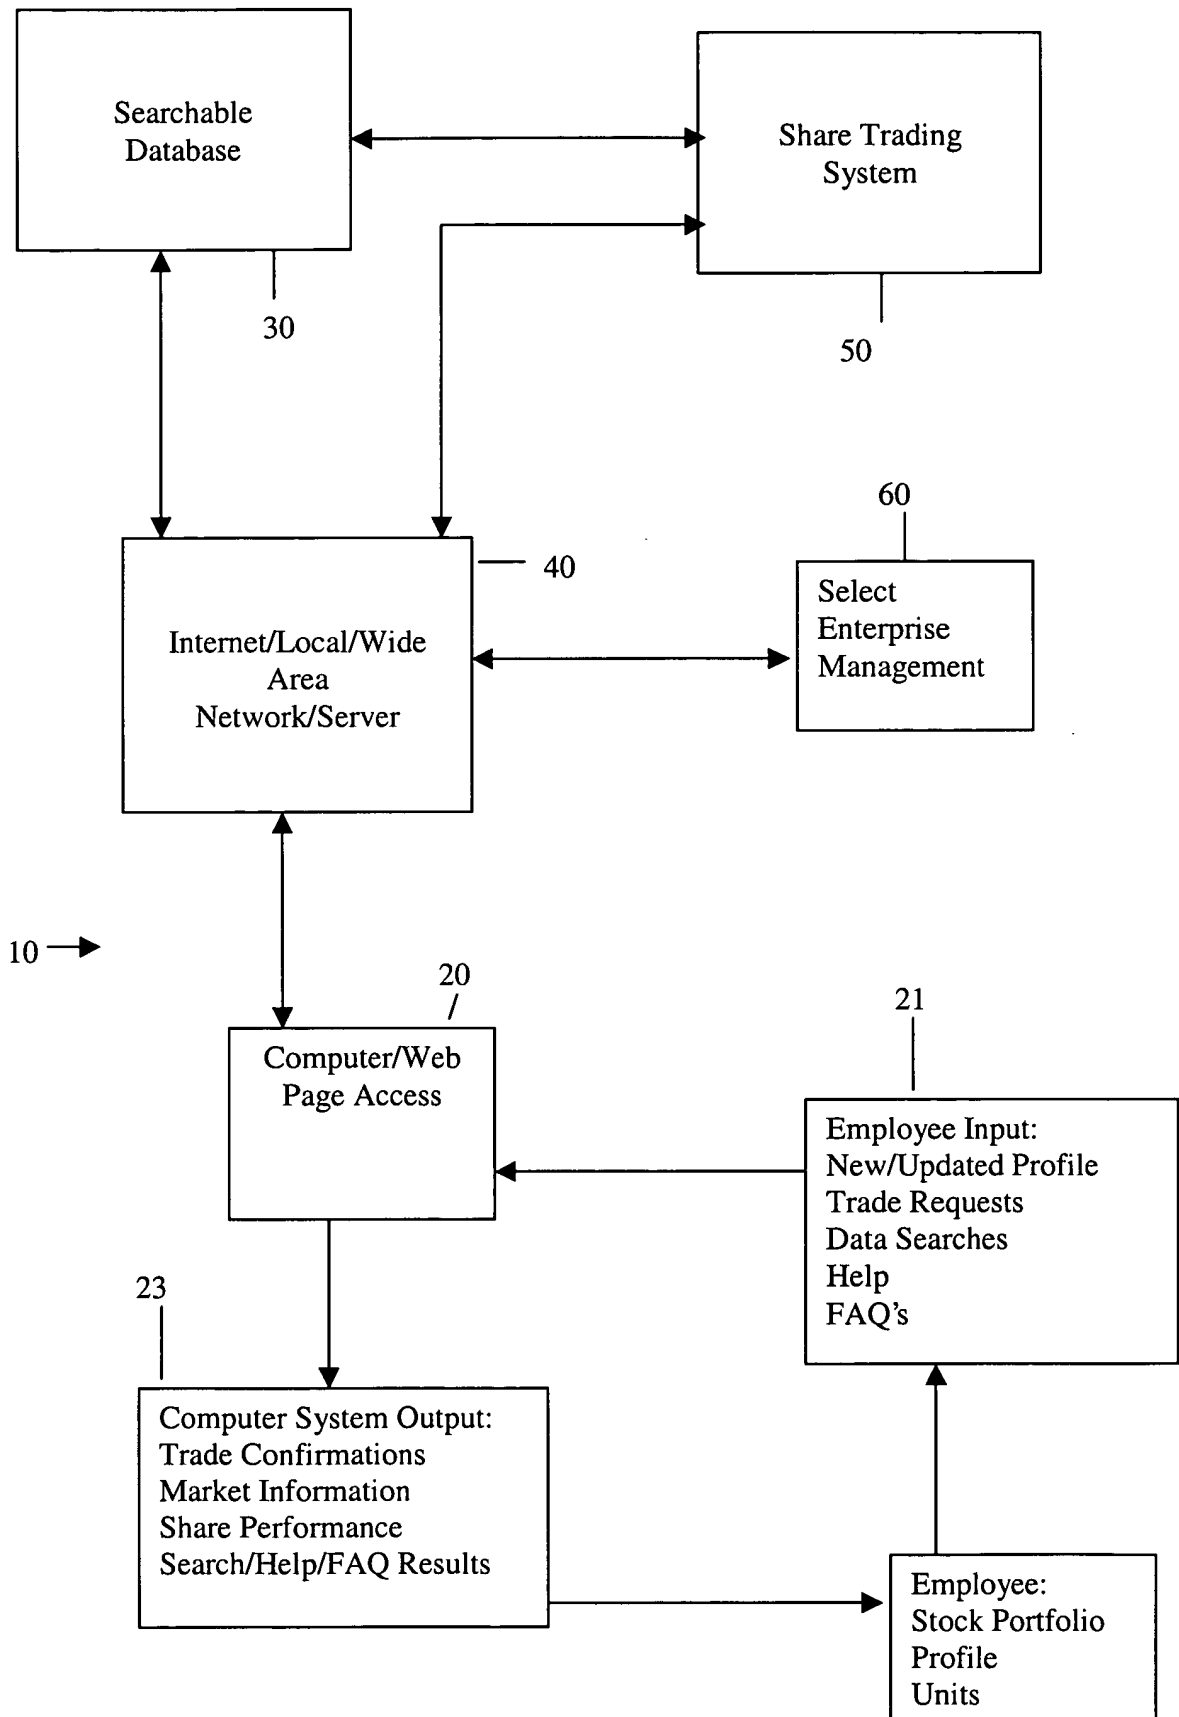 Searchable
Database
Share Trading
System
30
50
60
40
Select
Enterprise
Management
Internet/Local/Wide
Area
Network/Server
10
20
21
Computer/Web
Page Access
Employee Input:
New/Updated Profile
Trade Requests
Data Searches
Help
FAQ's
23
Computer System Output:
Trade Confirmations
Market Information
Share Performance
Search/Help/FAQ Results
Employee:
Stock Portfolio
Profile
Units